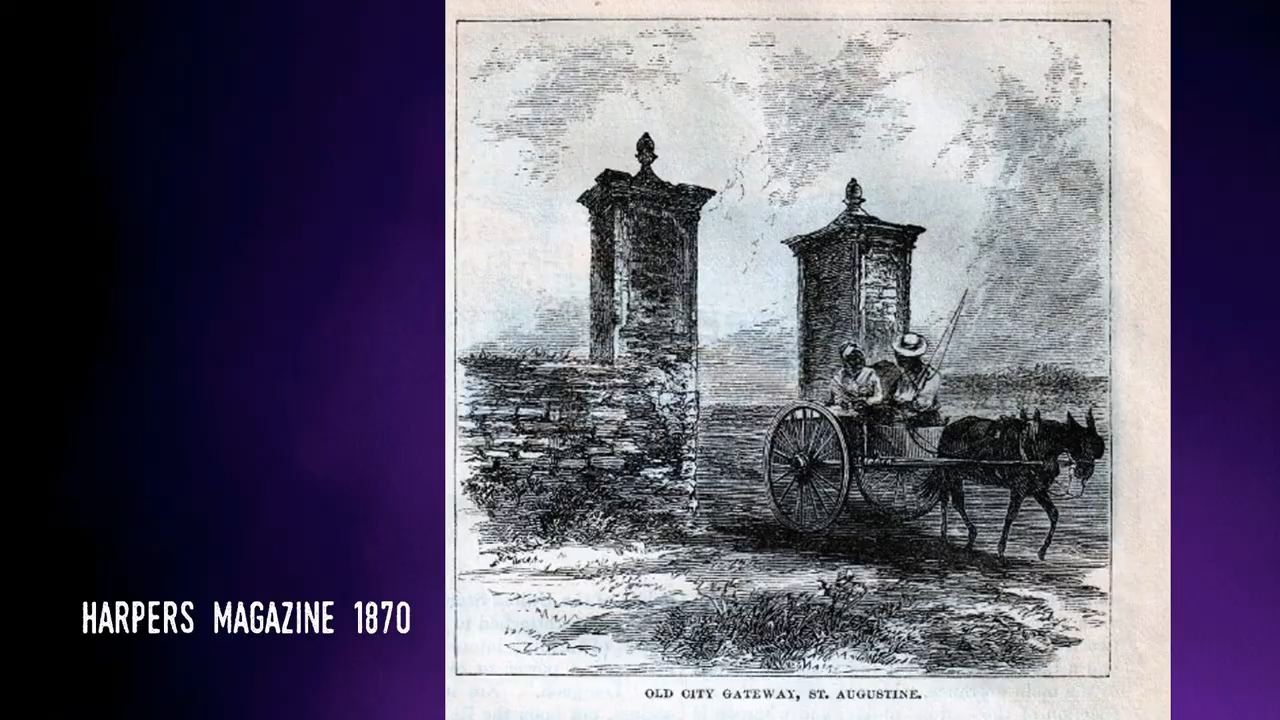 HARPERS MAGAZINE 1870
OLD CITY GATEWAY, ST. AUGUSTINE.